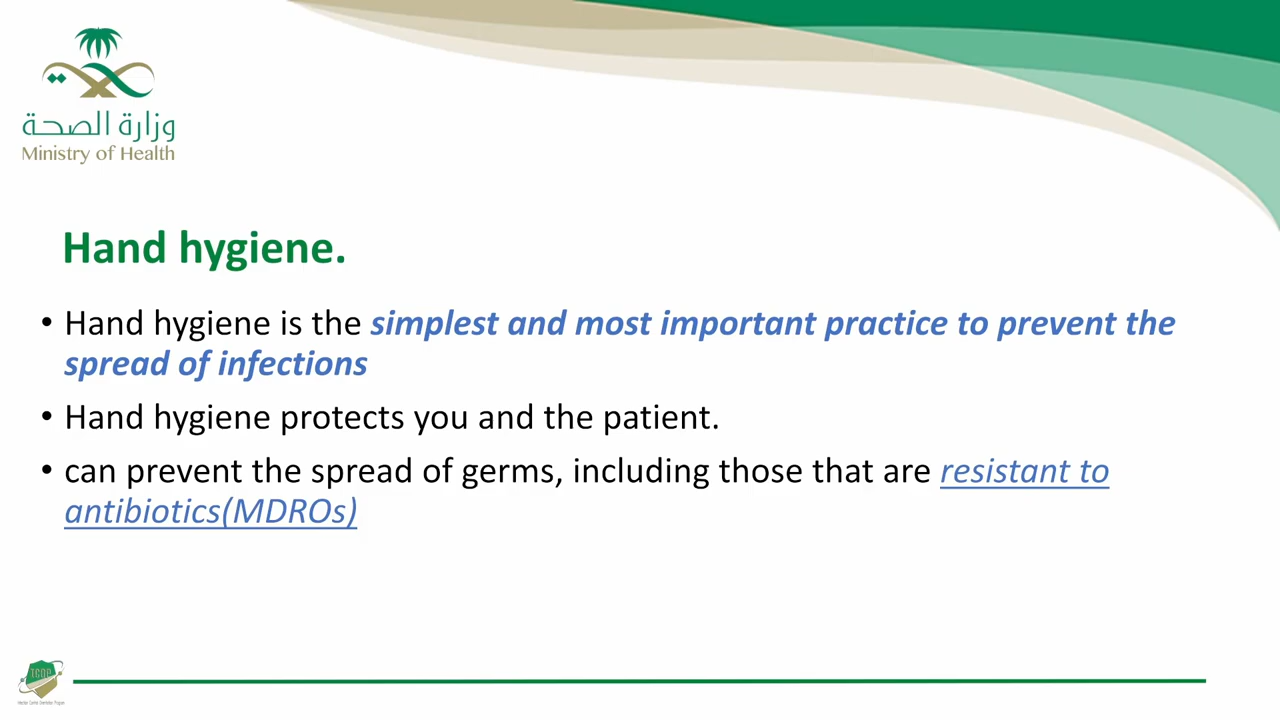 وزارة الصحة
Ministry of Health
Hand hygiene.
• Hand hygiene is the simplest and most important practice to prevent the
spread of infections
• Hand hygiene protects you and the patient.
• can prevent the spread of germs, including those that are resistant to
antibiotics(MDROs)